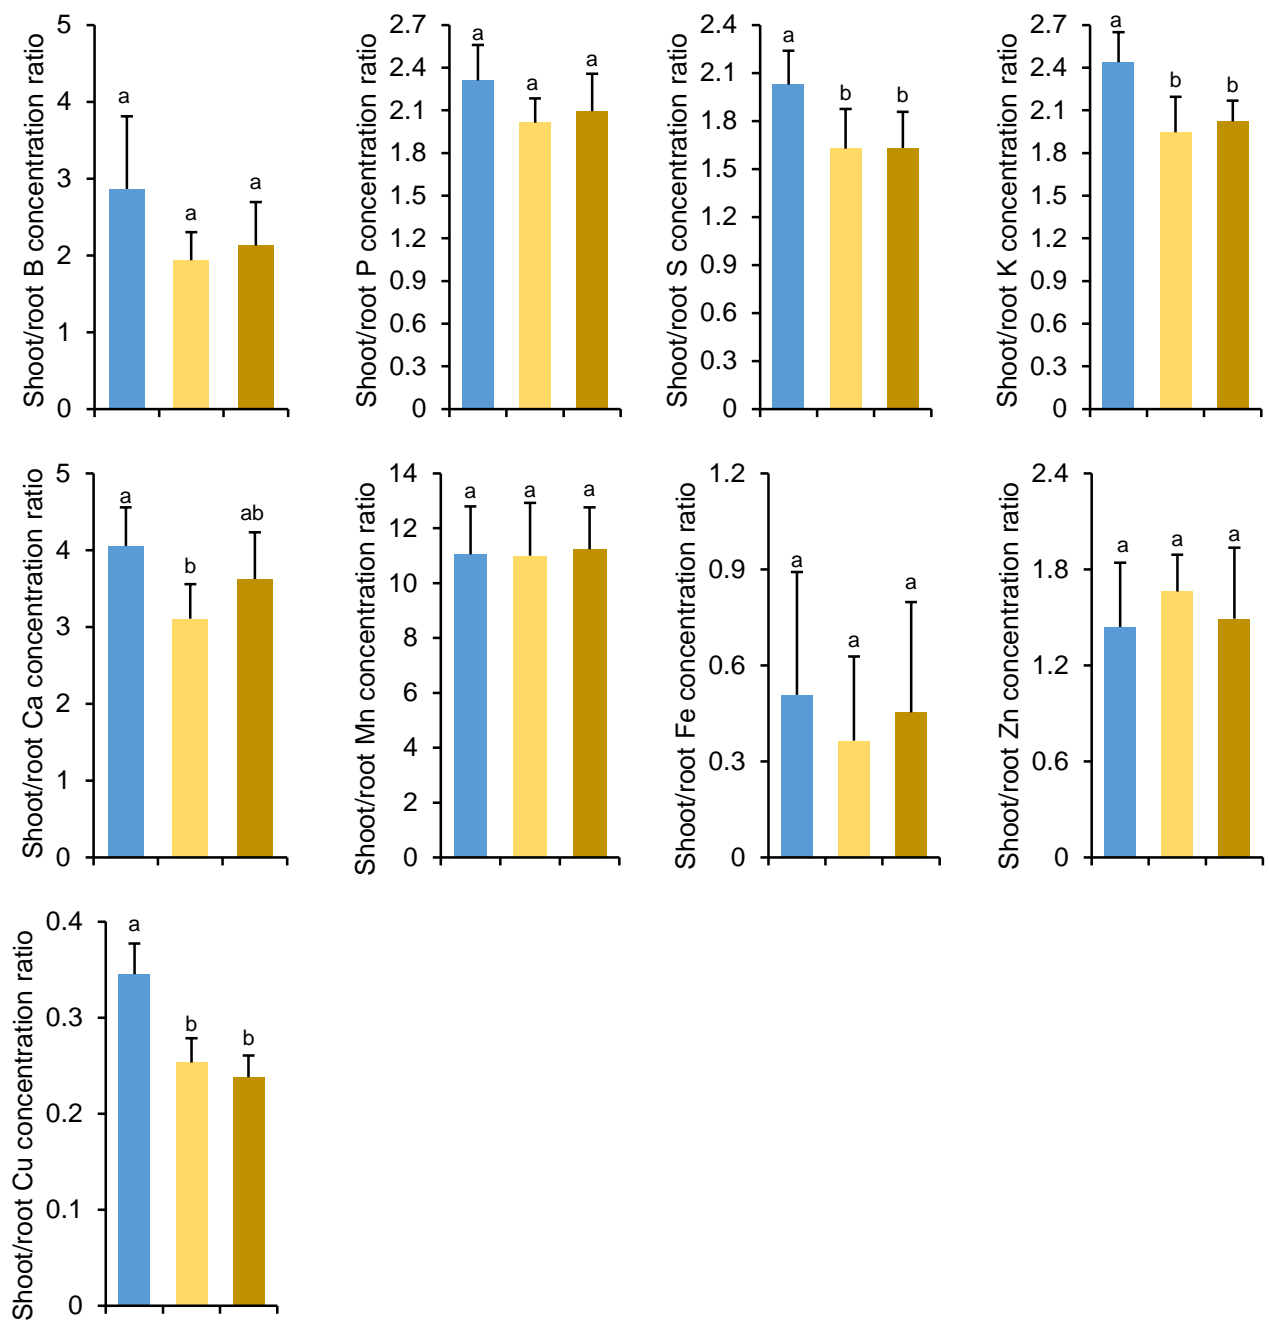 Shoot/root B concentration ratio
5
4
3
2
1
0
a
a
a
Shoot/root P concentration ratio
2.7
2.4
2.1
1.8
1.5
1.2
0.9
0.6
0.3
0
a
a
a
Shoot/root S concentration ratio
2.4
2.1
1.8
1.5
1.2
0.9
0.6
0.3
0
a
b
b
Shoot/root K concentration ratio
2.7
2.4
2.1
1.8
1.5
1.2
0.9
0.6
0.3
0
a
b
b
Shoot/root Ca concentration ratio
5
4
3
2
1
0
a
b
ab
Shoot/root Mn concentration ratio
14
12
10
8
6
4
2
0
a
a
a
Shoot/root Fe concentration ratio
1.2
0.9
0.6
0.3
0
a
a
a
Shoot/root Zn concentration ratio
2.4
1.8
1.2
0.6
0
a
a
a
Shoot/root Cu concentration ratio
0.4
0.3
0.2
0.1
0
a
b
b